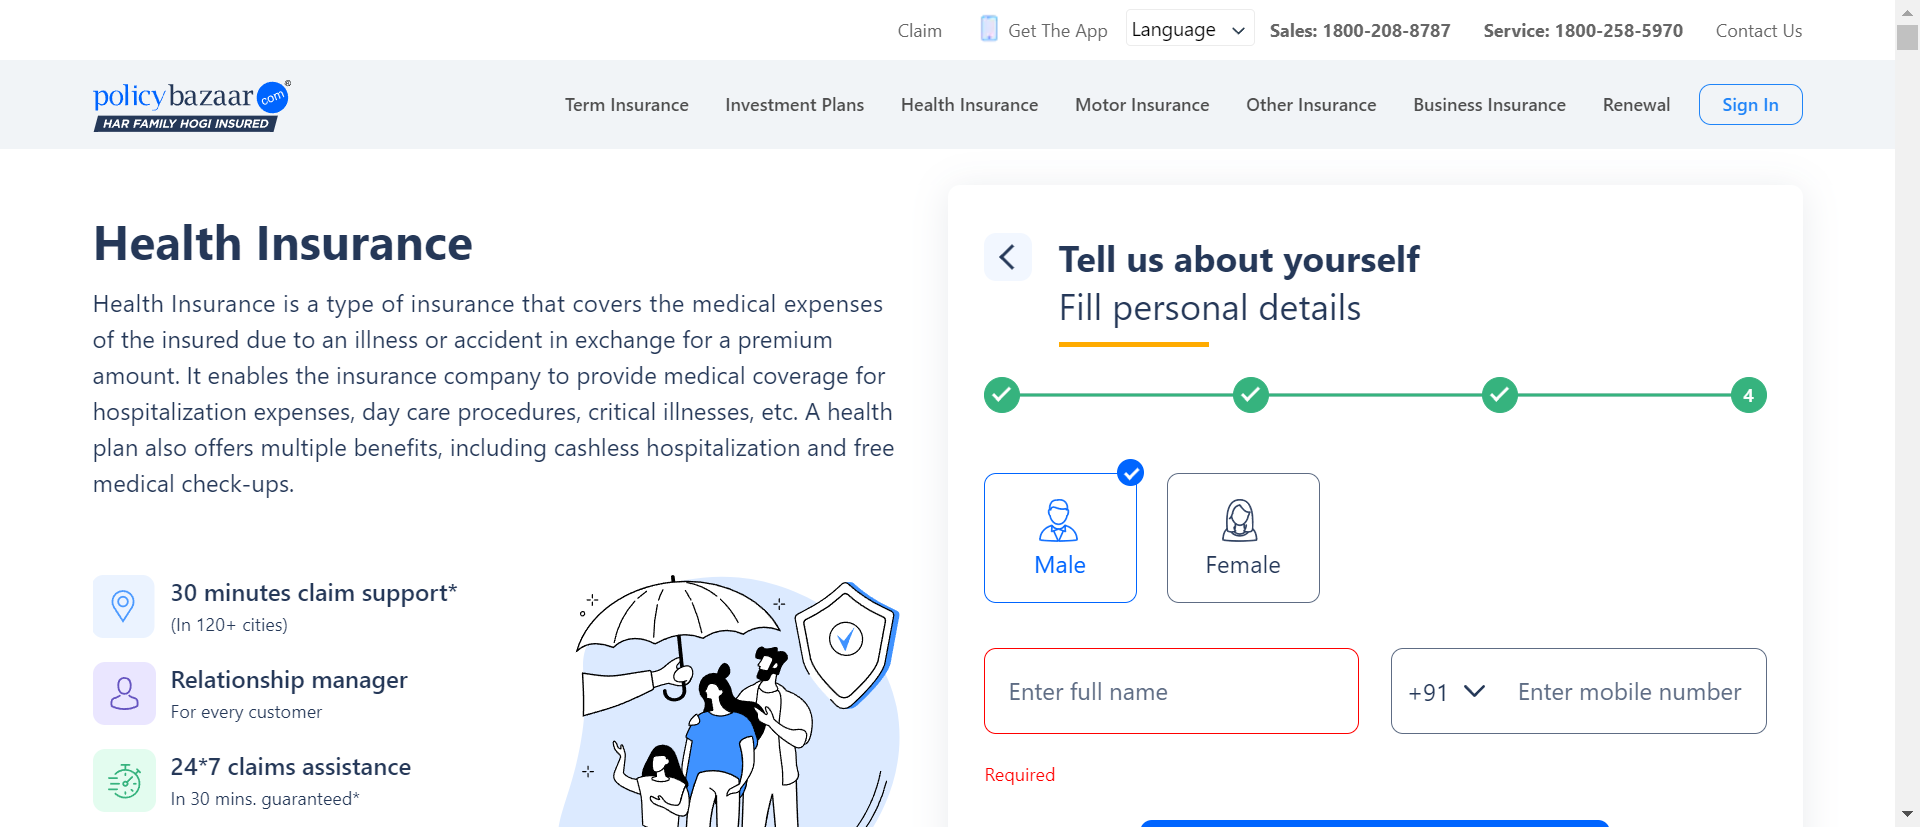 Claim
Get The App
Language
Sales: 1800-208-8787
Service: 1800-258-5970
Contact Us
policybazaar com ®
HAR FAMILY HOGI INSURED
Term Insurance
Investment Plans
Health Insurance
Motor Insurance
Other Insurance
Business Insurance
Renewal
Sign In
Health Insurance
Health Insurance is a type of insurance that covers the medical expenses
of the insured due to an illness or accident in exchange for a premium
amount. It enables the insurance company to provide medical coverage for
hospitalization expenses, day care procedures, critical illnesses, etc. A health
plan also offers multiple benefits, including cashless hospitalization and free
medical check-ups.
30 minutes claim support*
(In 120+ cities)
Relationship manager
For every customer
24*7 claims assistance
In 30 mins. guaranteed*
Tell us about yourself
Fill personal details
4
Male
Female
Enter full name
+91
Enter mobile number
Required